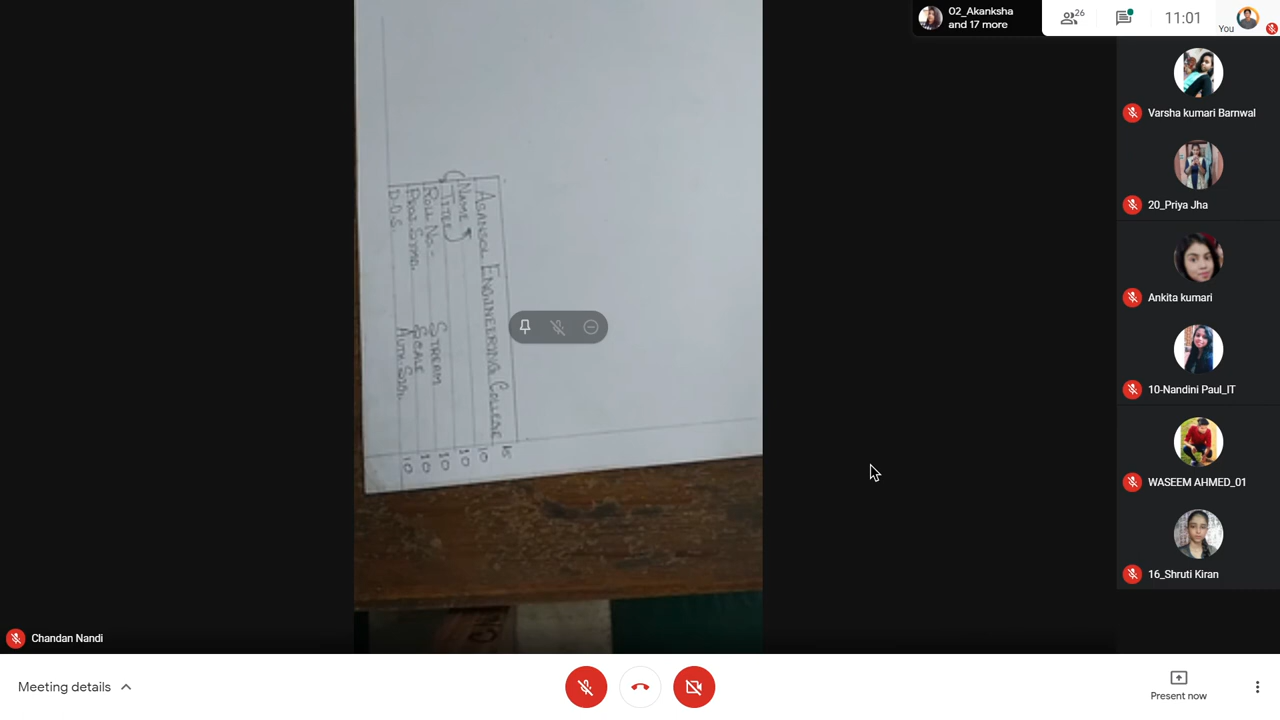 02_Akanksha
and 17 more
26
11:01
You
Varsha kumari Barnwal
20_Priya Jha
Ankita kumari
10-Nandini Paul_IT
WASEEM AHMED_01
16_Shruti Kiran
ASANSOL ENGINEERING COLLEGE 15
NAME 10
(TITLE) 10
ROLL NO.- STREAM 10
SCALE 10
D.O.S. 10
Chandan Nandi
Meeting details
Present now